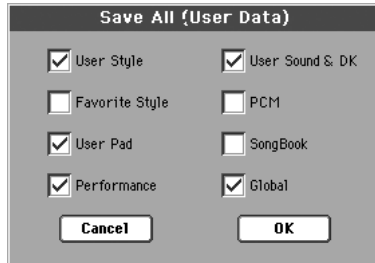 Save All (User Data)
User Style
User Sound & DK
Favorite Style
PCM
User Pad
SongBook
Performance
Global
Cancel
OK